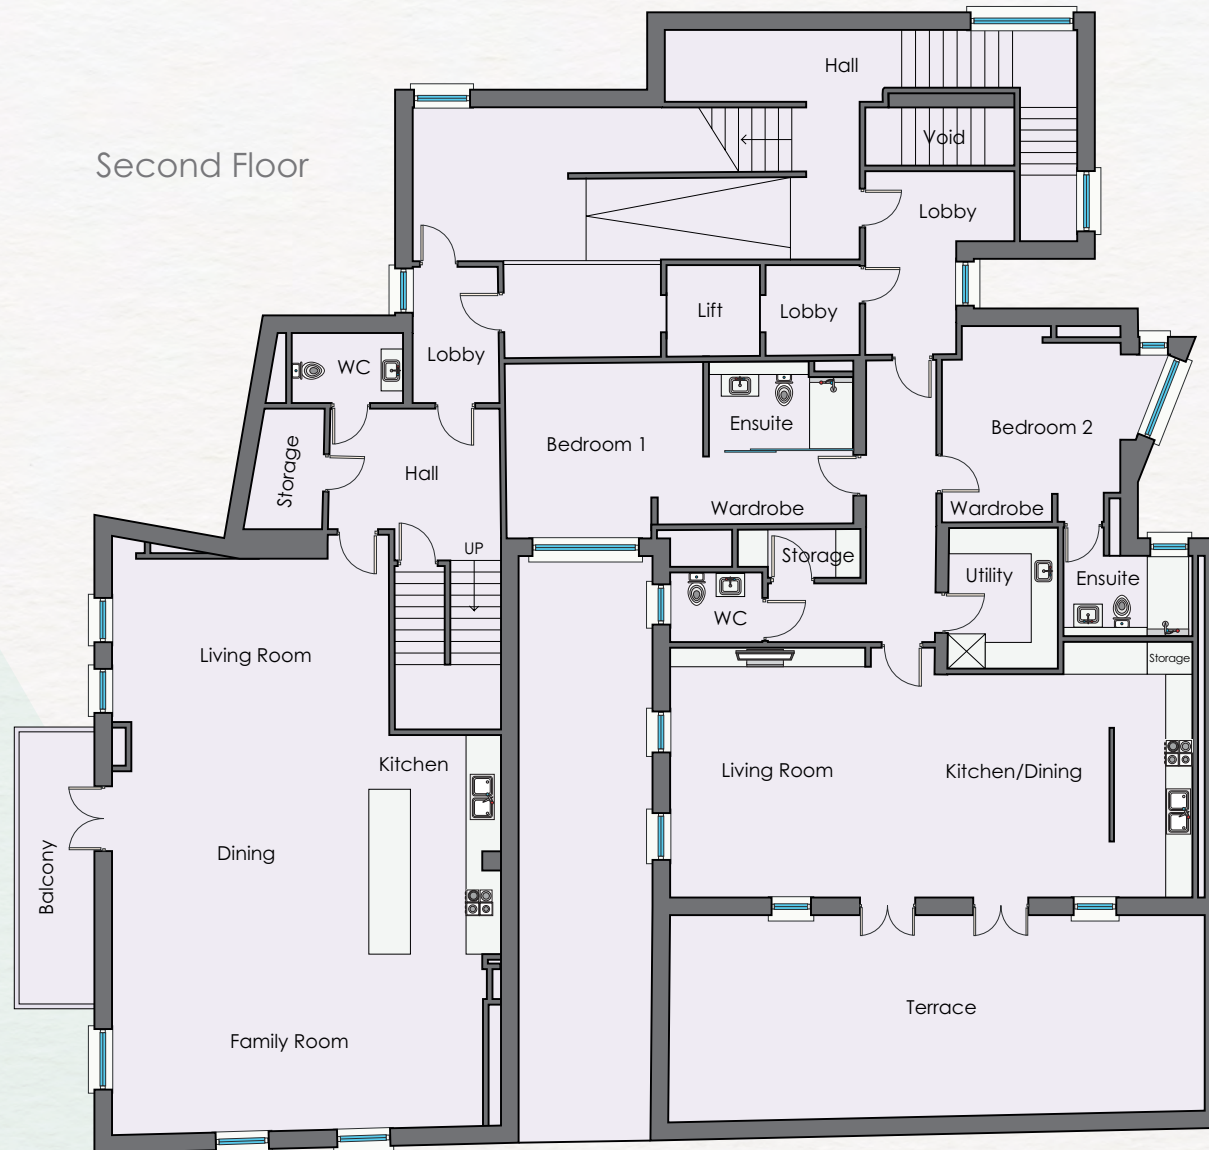 Second Floor
Hall
Void
Lobby
Lift
Lobby
Lobby
WC
Ensuite
Bedroom 1
Bedroom 2
Storage
Hall
Wardrobe
Wardrobe
UP
Storage
Utility
Ensuite
WC
Living Room
Storage
Kitchen
Living Room
Kitchen/Dining
Dining
Balcony
Terrace
Family Room